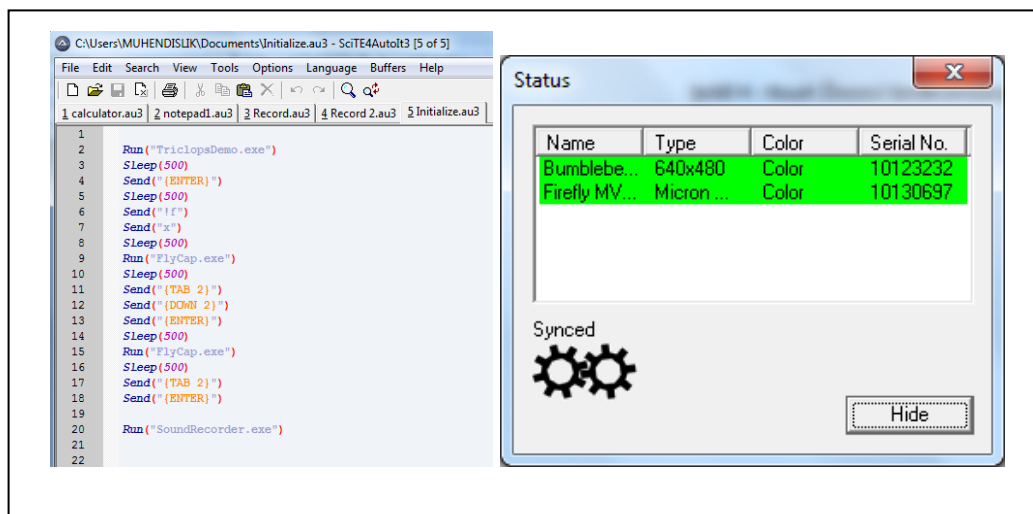 C:\Users\MUHENDISLIK\Documents\Initialize.au3 - SciTE4AutoIt3 [5 of 5]
File Edit Search View Tools Options Language Buffers Help
1 calculator.au3 2 notepad1.au3 3 Record.au3 4 Record 2.au3 5 Initialize.au3
1
2 Run("TriclopsDemo.exe")
3 Sleep(500)
4 Send("{ENTER}")
5 Sleep(500)
6 Send("!f")
7 Send("x")
8 Sleep(500)
9 Run("FlyCap.exe")
10 Sleep(500)
11 Send("{TAB 2}")
12 Send("{DOWN 2}")
13 Send("{ENTER}")
14 Sleep(500)
15 Run("FlyCap.exe")
16 Sleep(500)
17 Send("{TAB 2}")
18 Send("{ENTER}")
19
20 Run("SoundRecorder.exe")
21
22
Status
Name Type Color Serial No.
Bumblebe... 640x480 Color 10123232
Firefly MV... Micron ... Color 10130697
Synced
Hide